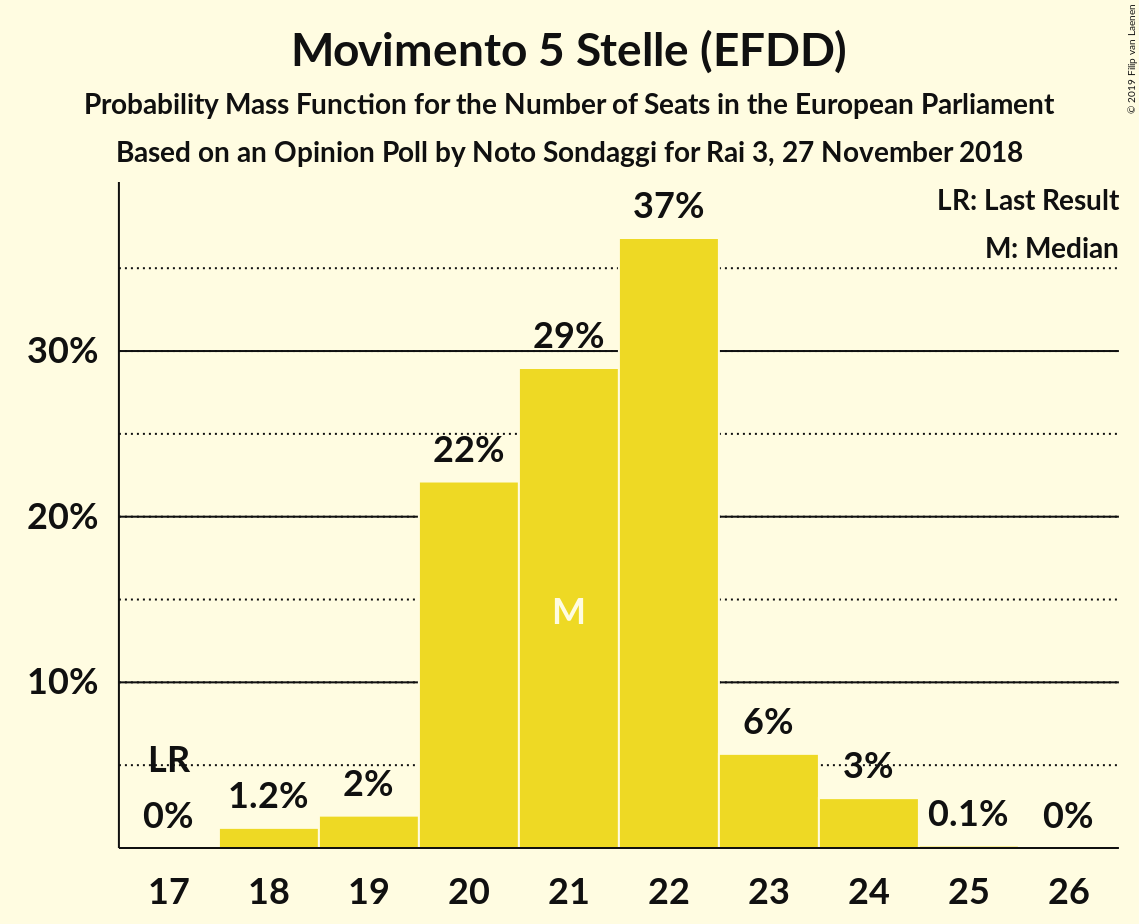 Movimento 5 Stelle (EFDD)
Probability Mass Function for the Number of Seats in the European Parliament
Based on an Opinion Poll by Noto Sondaggi for Rai 3, 27 November 2018
© 2019 Filip van Laenen
LR: Last Result
M: Median
37%
29%
30%
22%
20%
M
10%
6%
LR
3%
2%
1.2%
0%
0.1%
0%
17 18 19 20 21 22 23 24 25 26